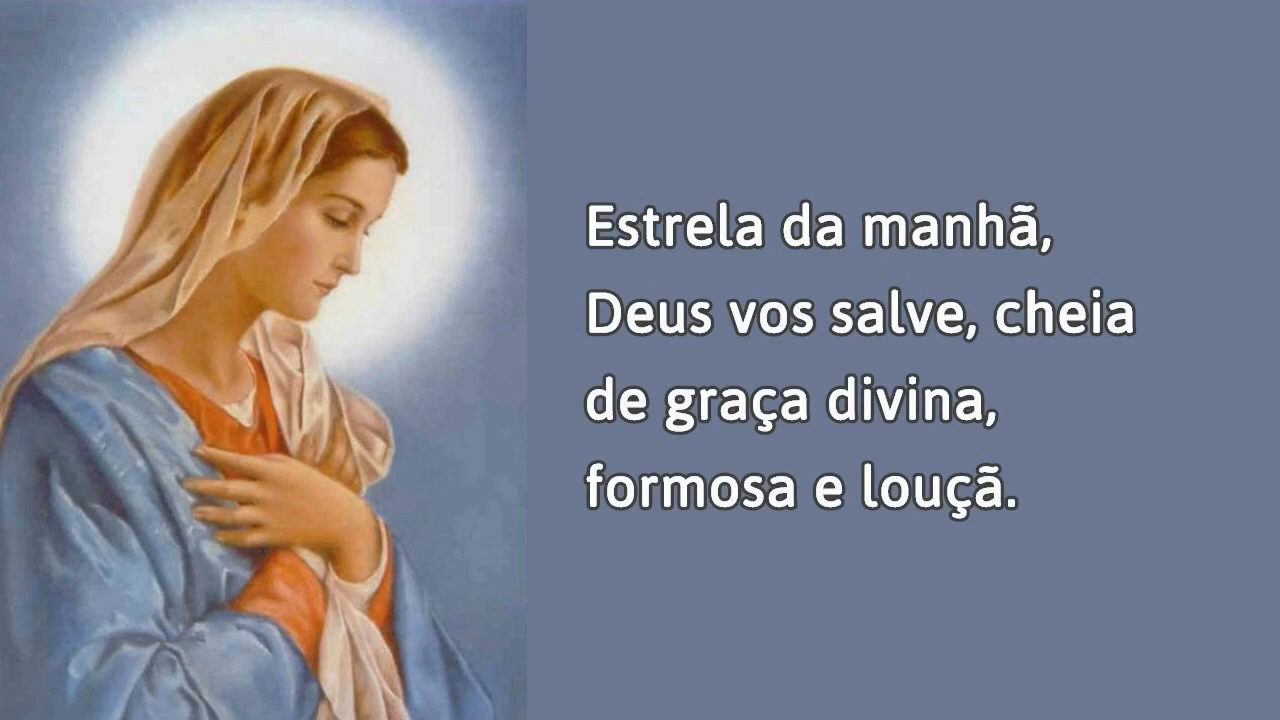 Estrela da manhã,
Deus vos salve, cheia
de graça divina,
formosa e louçã.